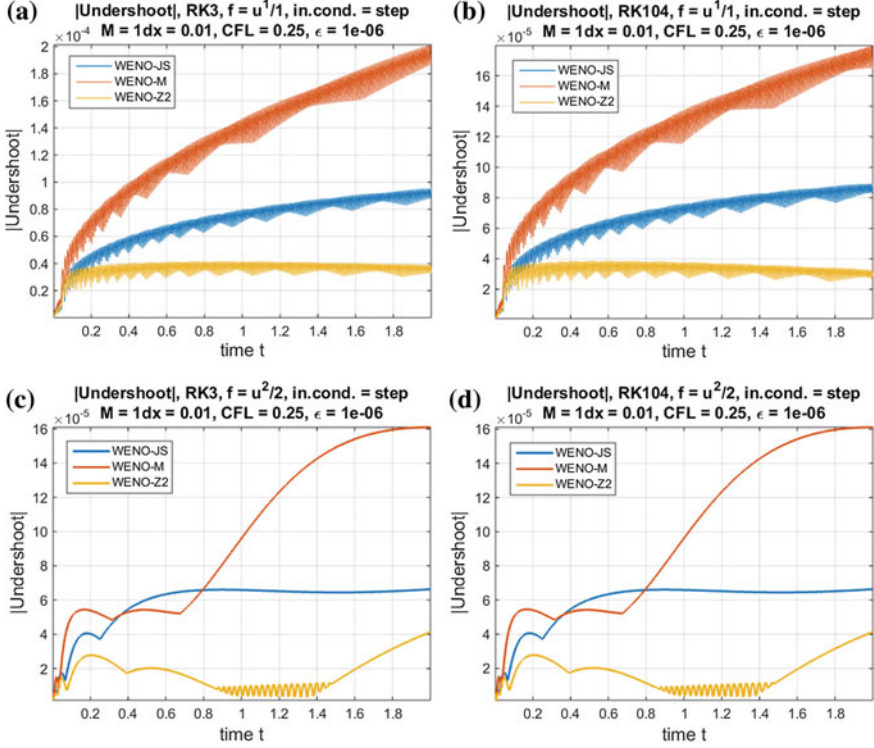 (a)
|Undershoot|, RK3, f = u^1/1, in.cond. = step
M = 1dx = 0.01, CFL = 0.25, ϵ = 1e-06
×10^-4
2
1.8
1.6
1.4
1.2
1
0.8
0.6
0.4
0.2
|Undershoot|
WENO-JS
WENO-M
WENO-Z2
0.2 0.4 0.6 0.8 1 1.2 1.4 1.6 1.8
time t
(b)
|Undershoot|, RK104, f = u^1/1, in.cond. = step
M = 1dx = 0.01, CFL = 0.25, ϵ = 1e-06
×10^-5
16
14
12
10
8
6
4
2
|Undershoot|
WENO-JS
WENO-M
WENO-Z2
0.2 0.4 0.6 0.8 1 1.2 1.4 1.6 1.8
time t
(c)
|Undershoot|, RK3, f = u^2/2, in.cond. = step
M = 1dx = 0.01, CFL = 0.25, ϵ = 1e-06
×10^-5
16
14
12
10
8
6
4
2
|Undershoot|
WENO-JS
WENO-M
WENO-Z2
0.2 0.4 0.6 0.8 1 1.2 1.4 1.6 1.8
time t
(d)
|Undershoot|, RK104, f = u^2/2, in.cond. = step
M = 1dx = 0.01, CFL = 0.25, ϵ = 1e-06
×10^-5
16
14
12
10
8
6
4
2
|Undershoot|
WENO-JS
WENO-M
WENO-Z2
0.2 0.4 0.6 0.8 1 1.2 1.4 1.6 1.8
time t